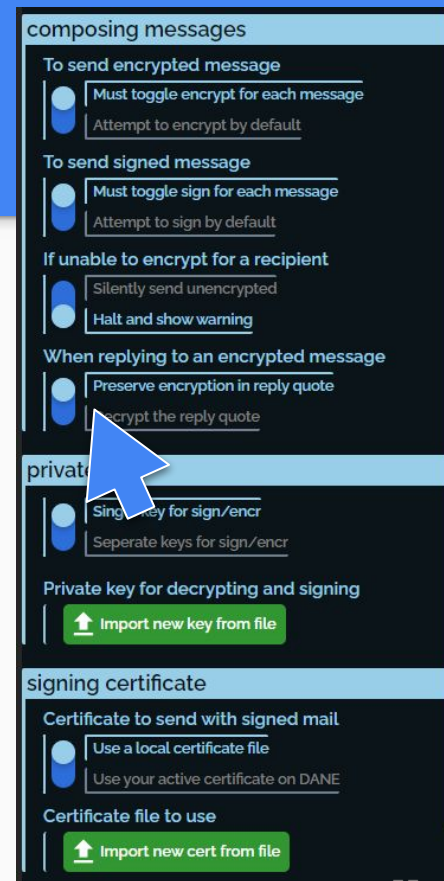 composing messages
To send encrypted message
Must toggle encrypt for each message
Attempt to encrypt by default
To send signed message
Must toggle sign for each message
Attempt to sign by default
If unable to encrypt for a recipient
Silently send unencrypted
Halt and show warning
When replying to an encrypted message
Preserve encryption in reply quote
the reply quote
key for sign/encr
Seperate keys for sign/encr
Private key for decrypting and signing
Import new key from file
signing certificate
Certificate to send with signed mail
Use a local certificate file
Use your active certificate on DANE
Certificate file to use
Import new cert from file